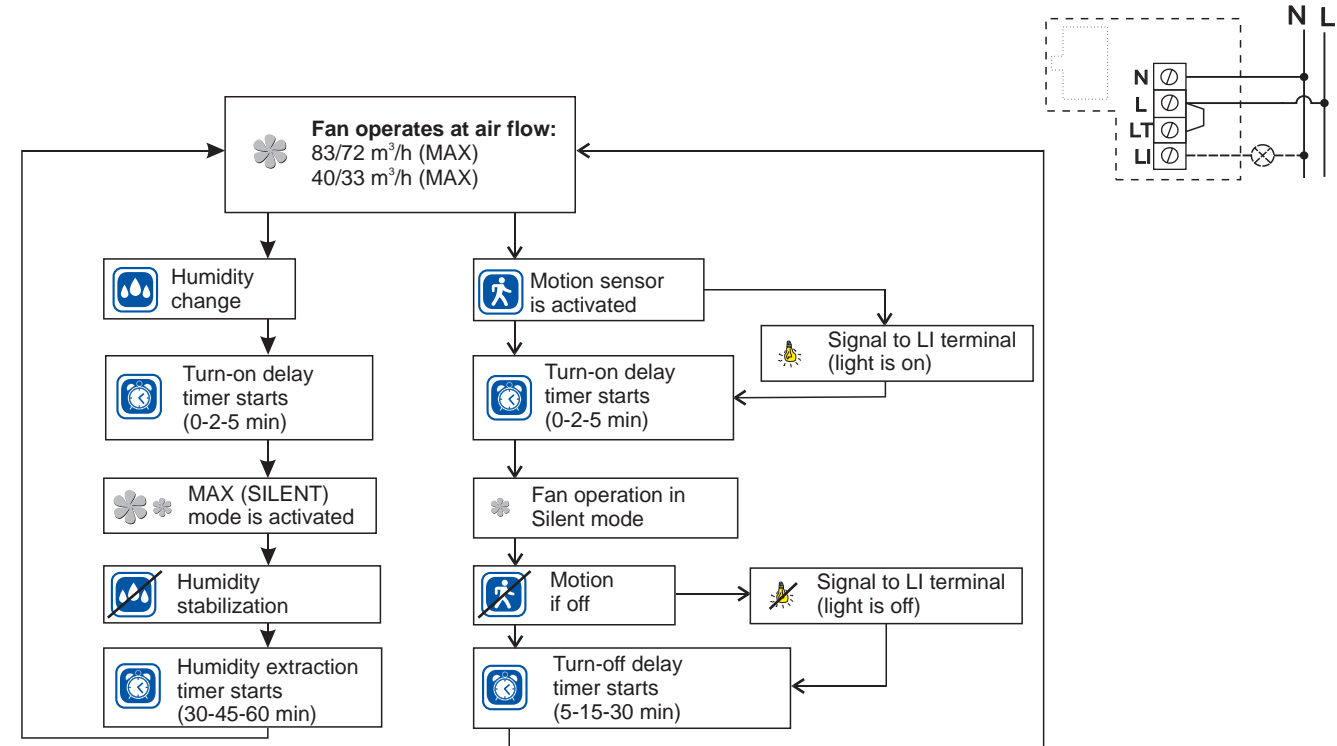 N L
N
L
LT
LI
Fan operates at air flow:
83/72 m³/h (MAX)
40/33 m³/h (MAX)
Humidity
change
Turn-on delay
timer starts
(0-2-5 min)
MAX (SILENT)
mode is activated
Humidity
stabilization
Humidity extraction
timer starts
(30-45-60 min)
Motion sensor
is activated
Signal to LI terminal
(light is on)
Turn-on delay
timer starts
(0-2-5 min)
Fan operation in
Silent mode
Motion
if off
Signal to LI terminal
(light is off)
Turn-off delay
timer starts
(5-15-30 min)